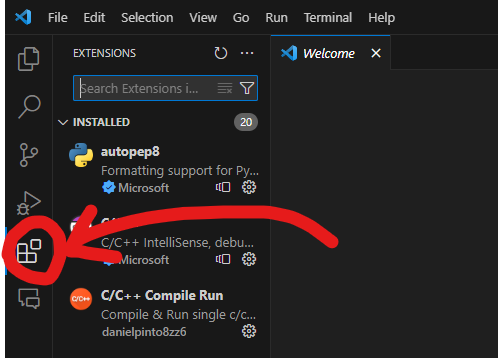 File Edit Selection View Go Run Terminal Help
EXTENSIONS
Welcome
Search Extensions i...
INSTALLED 20
autopep8
Formatting support for Py...
Microsoft
C/C++ IntelliSense, debu...
Microsoft
C/C++
C/C++ Compile Run
Compile & Run single c/c...
danielpinto8zz6